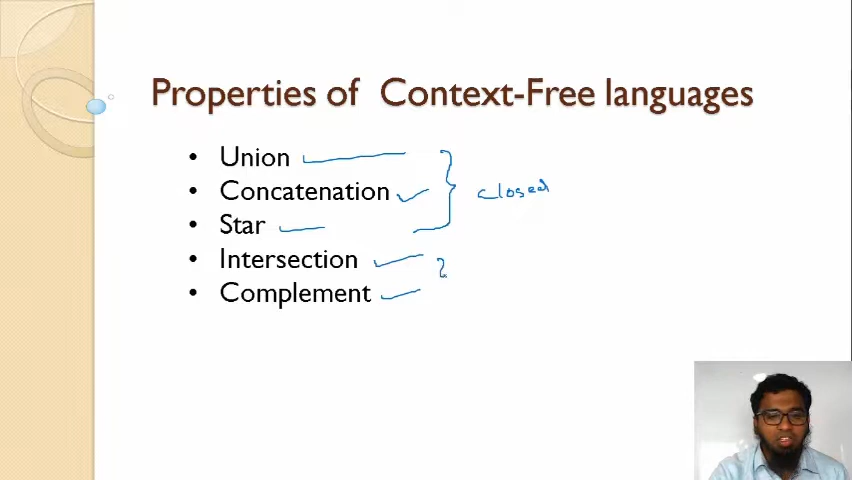 Properties of Context-Free languages
• Union
• Concatenation
closed
• Star
• Intersection
• Complement